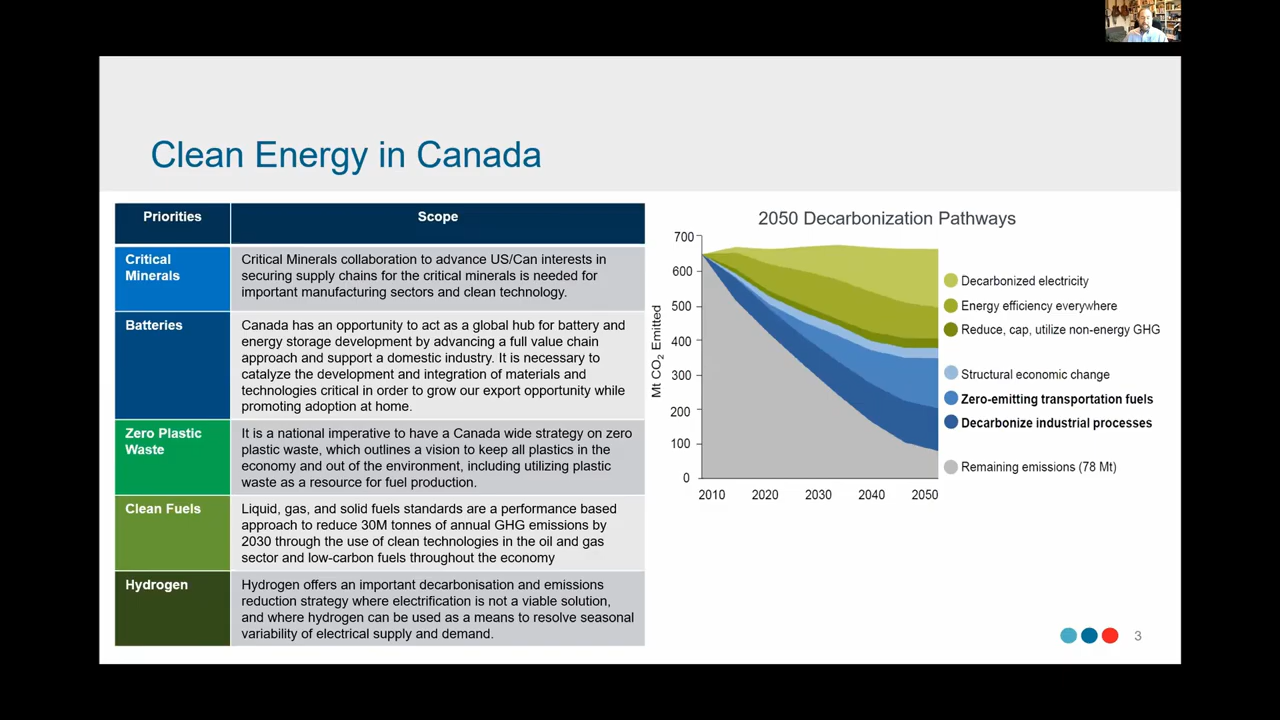 Clean Energy in Canada
Priorities
Scope
Critical
Minerals
Critical Minerals collaboration to advance US/Can interests in
securing supply chains for the critical minerals is needed for
important manufacturing sectors and clean technology.
Batteries
Canada has an opportunity to act as a global hub for battery and
energy storage development by advancing a full value chain
approach and support a domestic industry. It is necessary to
catalyze the development and integration of materials and
technologies critical in order to grow our export opportunity while
promoting adoption at home.
Zero Plastic
Waste
It is a national imperative to have a Canada wide strategy on zero
plastic waste, which outlines a vision to keep all plastics in the
economy and out of the environment, including utilizing plastic
waste as a resource for fuel production.
Clean Fuels
Liquid, gas, and solid fuels standards are a performance based
approach to reduce 30M tonnes of annual GHG emissions by
2030 through the use of clean technologies in the oil and gas
sector and low-carbon fuels throughout the economy
Hydrogen
Hydrogen offers an important decarbonisation and emissions
reduction strategy where electrification is not a viable solution,
and where hydrogen can be used as a means to resolve seasonal
variability of electrical supply and demand.
2050 Decarbonization Pathways
Mt CO2 Emitted
700
600
500
400
300
200
100
0
2010 2020 2030 2040 2050
Decarbonized electricity
Energy efficiency everywhere
Reduce, cap, utilize non-energy GHG
Structural economic change
Zero-emitting transportation fuels
Decarbonize industrial processes
Remaining emissions (78 Mt)
3